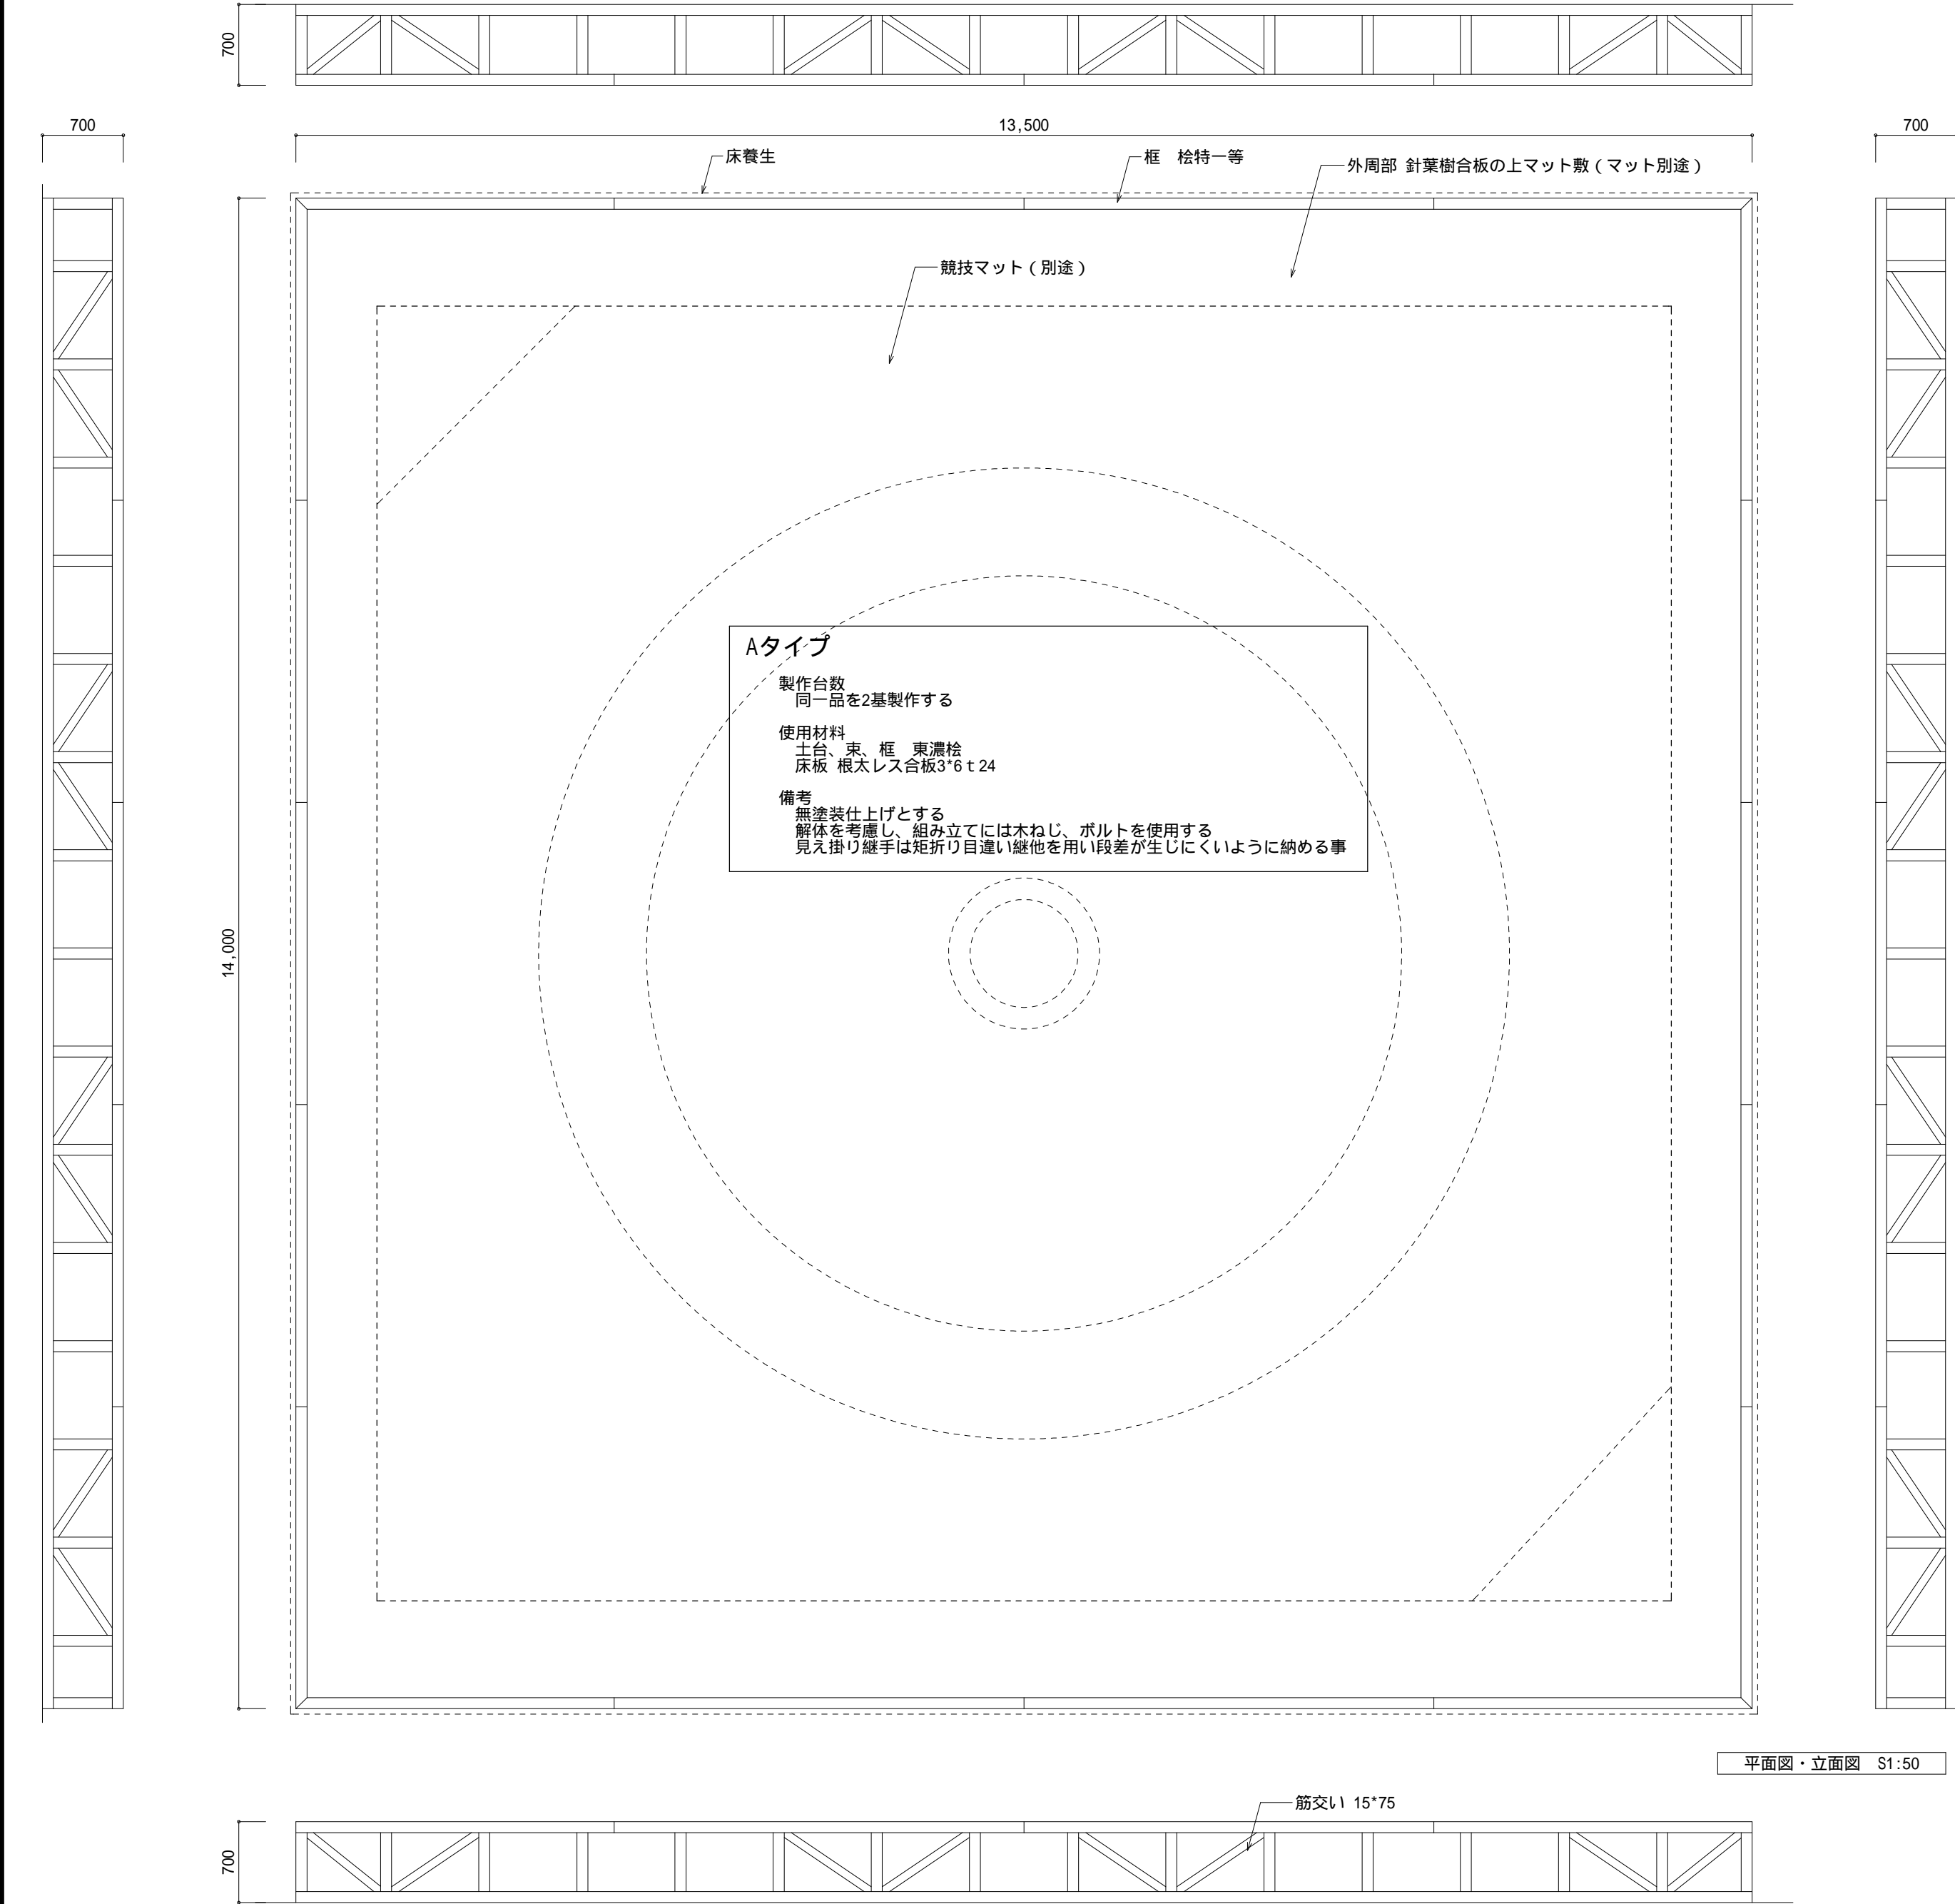 700
700
13,500
700
床養生
框　桧特一等
外周部 針葉樹合板の上マット敷（マット別途）
競技マット（別途）
Aタイプ
製作台数
同一品を2基製作する
使用材料
土台、束、框　東濃桧
床板 根太レス合板3*6ｔ24
備考
無塗装仕上げとする
解体を考慮し、組み立てには木ねじ、ボルトを使用する
見え掛り継手は矩折り目違い継他を用い段差が生じにくいように納める事
14,000
平面図・立面図　S1:50
筋交い 15*75
700